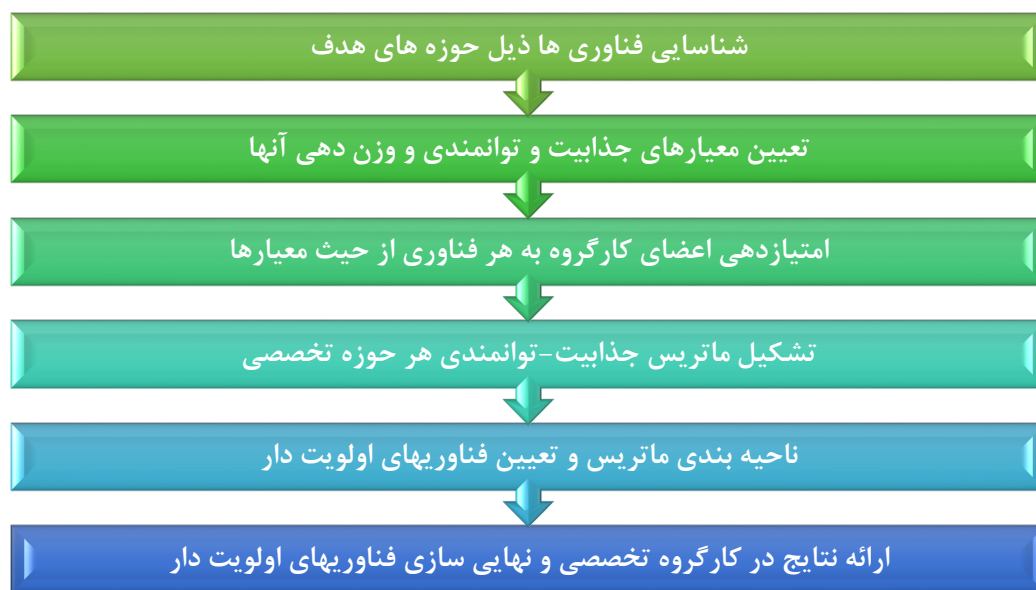 شناسایی فناوری ها ذیل حوزه های هدف
تعیین معیارهای جذابیت و توانمندی و وزن دهی آنها
امتیازدهی اعضای کارگروه به هر فناوری از حیث معیارها
تشکیل ماتریس جذابیت-توانمندی هر حوزه تخصصی
ناحیه بندی ماتریس و تعیین فناوریهای اولویت دار
ارائه نتایج در کارگروه تخصصی و نهایی سازی فناوریهای اولویت دار